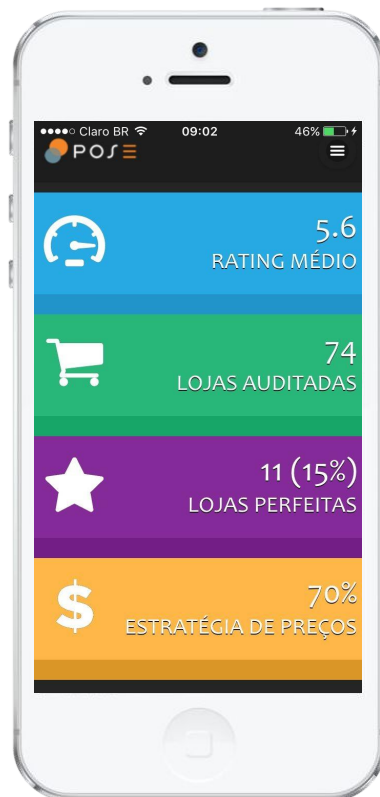 Claro BR 09:02 46%
POSE
5.6
RATING MÉDIO
74
LOJAS AUDITADAS
11 (15%)
LOJAS PERFEITAS
$ 70%
ESTRATÉGIA DE PREÇOS